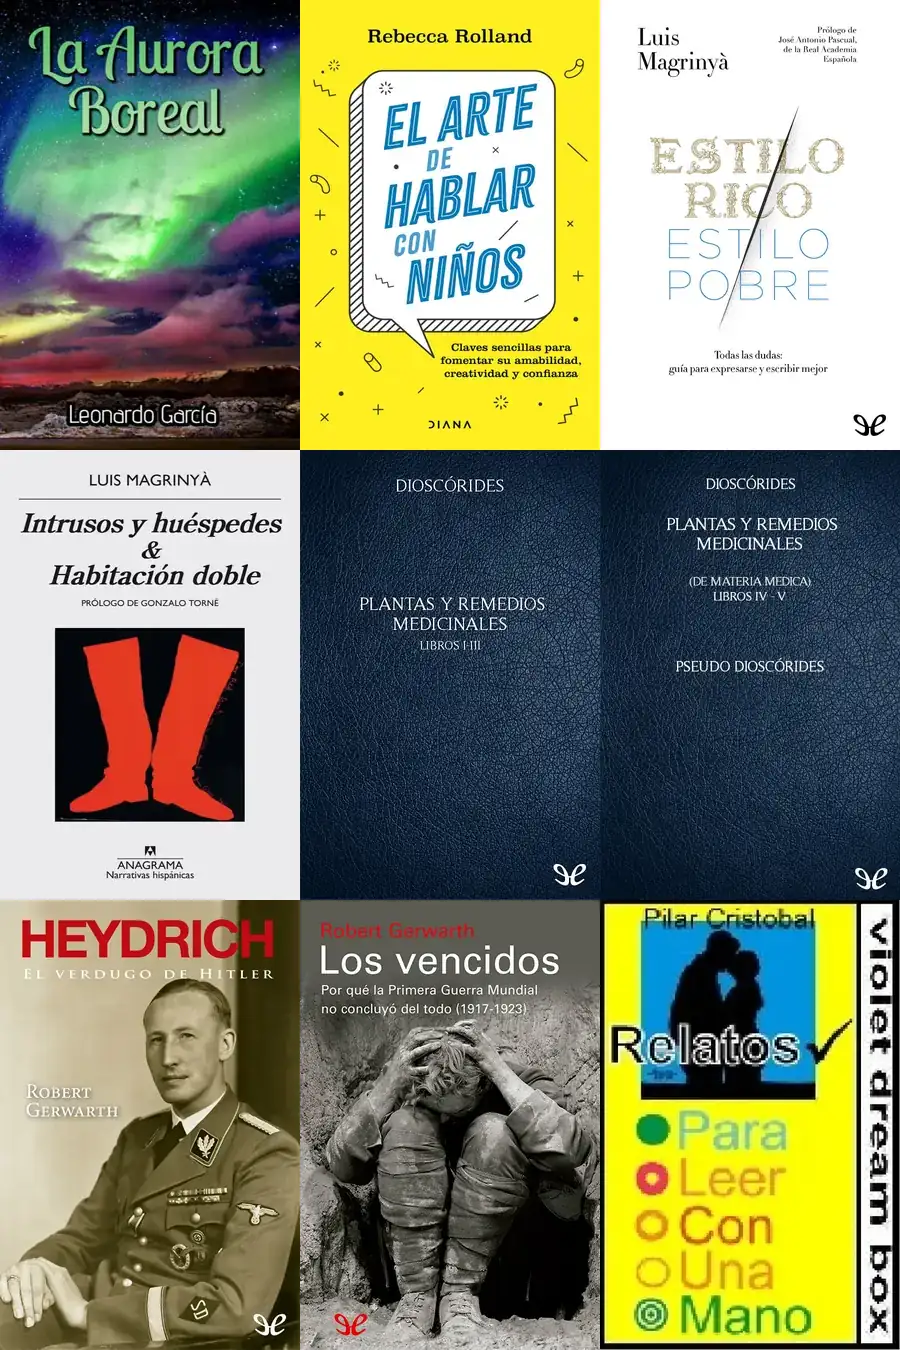 La Aurora
Boreal
Leonardo García
Rebecca Rolland
EL ARTE
DE
HABLAR
CON
NIÑOS
Claves sencillas para
fomentar su amabilidad,
creatividad y confianza
DIANA
Luis
Magrinyà
Prólogo de
José Antonio Pascual,
de la Real Academia
Española
ESTILO
RICO
ESTILO
POBRE
Todas las dudas:
guía para expresarse y escribir mejor
LUIS MAGRINYÀ
Intrusos y huéspedes
&
Habitación doble
PRÓLOGO DE GONZALO TORNÉ
ANAGRAMA
Narrativas hispánicas
DIOSCÓRIDES
PLANTAS Y REMEDIOS
MEDICINALES
LIBROS I-III
DIOSCÓRIDES
PLANTAS Y REMEDIOS
MEDICINALES
(DE MATERIA MEDICA)
LIBROS IV - V
PSEUDO DIOSCÓRIDES
HEYDRICH
EL VERDUGO DE HITLER
ROBERT
GERWARTH
SD
Robert Gerwarth
Los vencidos
Por qué la Primera Guerra Mundial
no concluyó del todo (1917-1923)
Pilar Cristobal
Relatos
Para
Leer
Con
Una
Mano
violet dream box